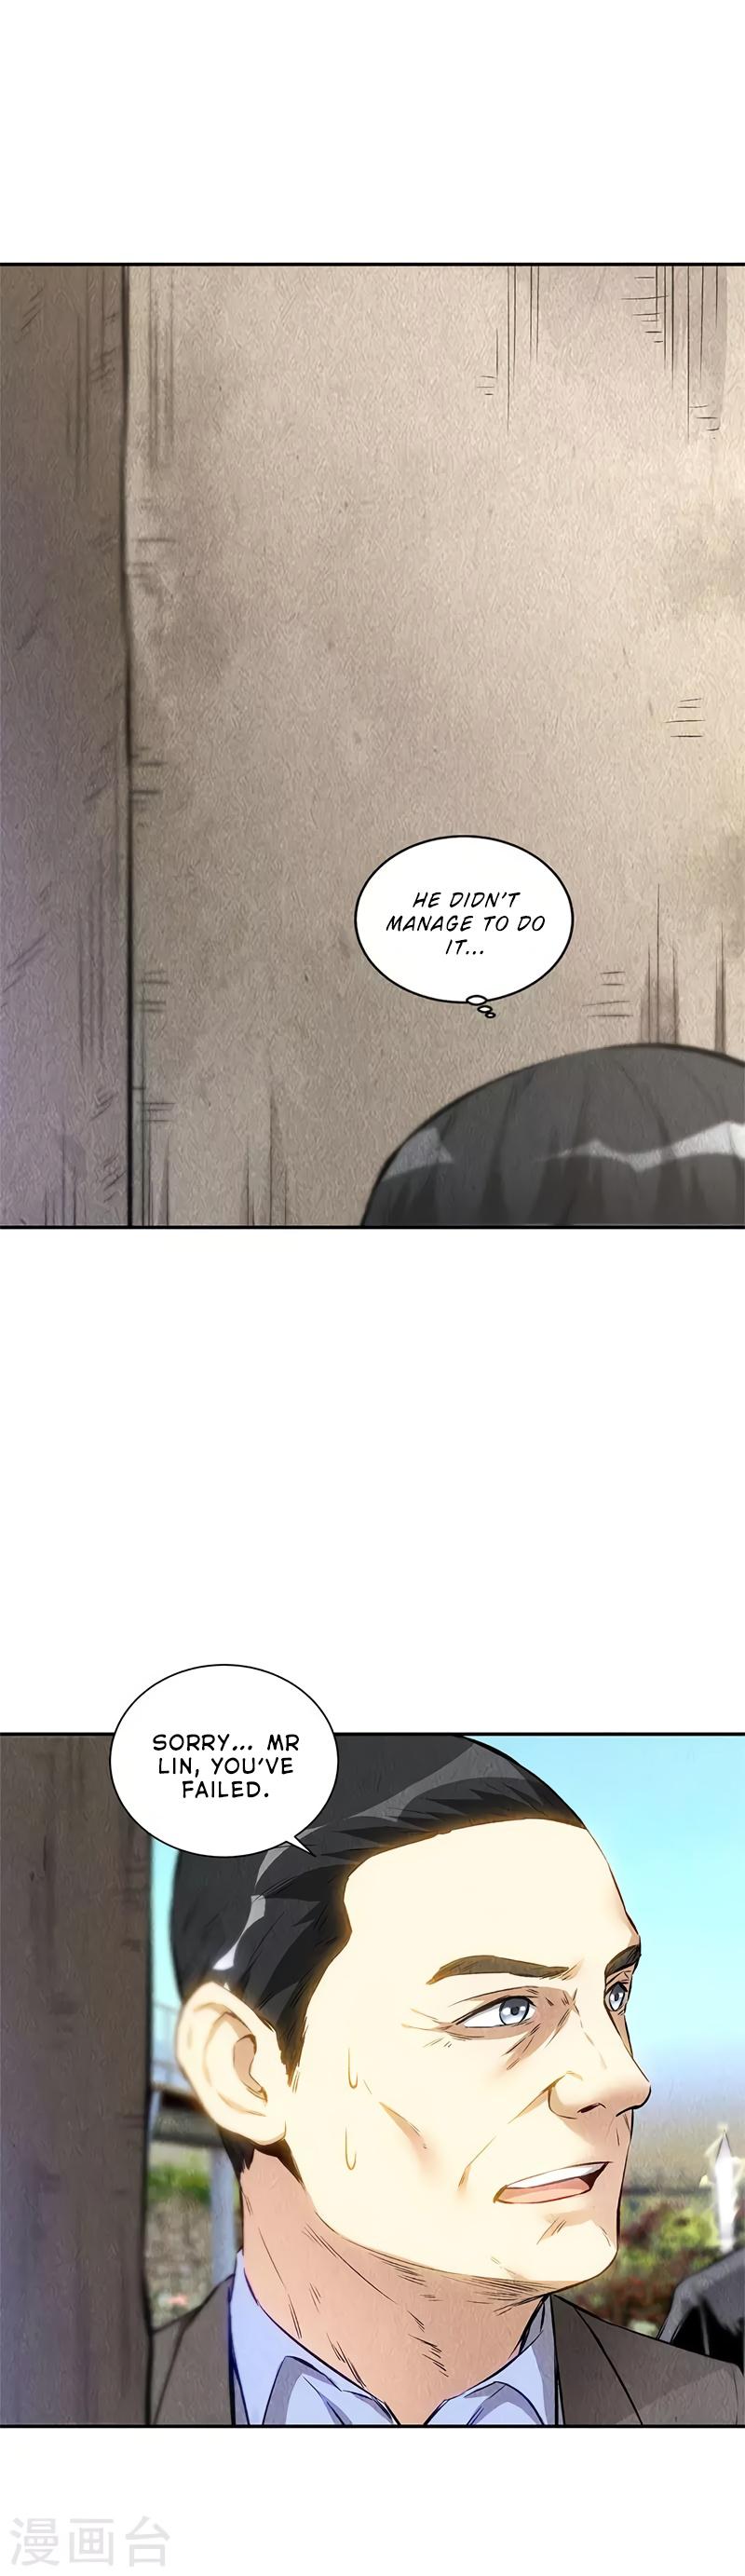 HE DIDN'T
MANAGE TO DO
IT...
SORRY... MR
LIN, YOU'VE
FAILED.
漫画台